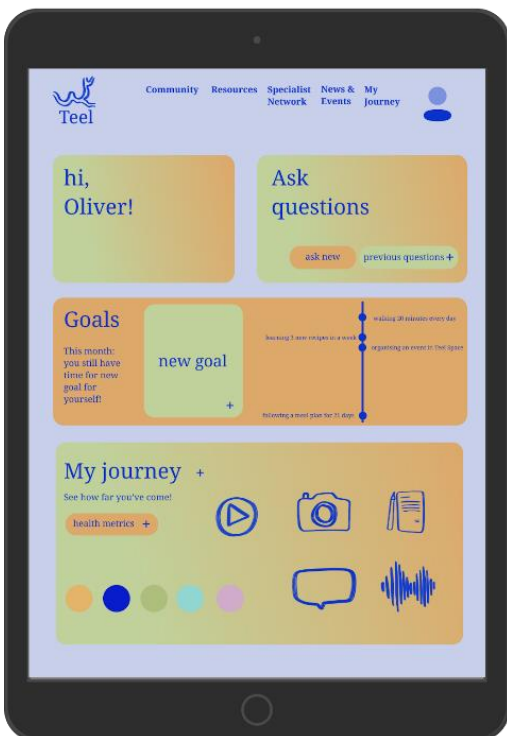 Teel
Community
Resources
Specialist
Network
News &
Events
My
Journey
hi,
Oliver!
Ask
questions
ask new
previous questions +
Goals
This month:
you still have
time for new
goal for
yourself!
new goal
+
walking 20 minutes every day
learning 3 new recipes in a week
organising an event in Teel Space
following a meal plan for 21 days
My journey +
See how far you've come!
health metrics +